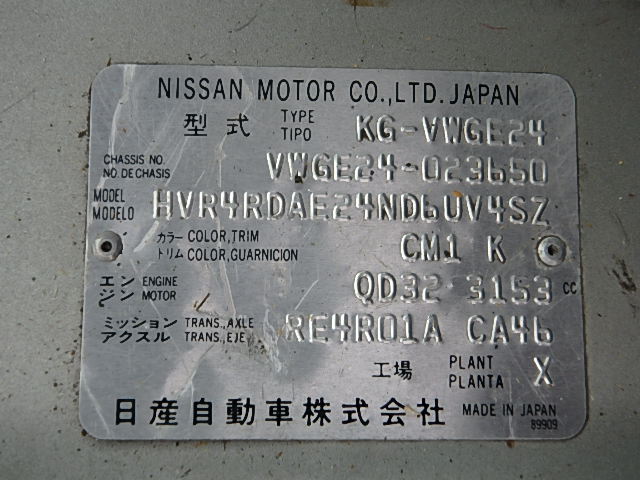 NISSAN MOTOR CO.,LTD. JAPAN
型式 TYPE TIPO KG-VWGE24
CHASSIS NO. NO. DE CHASIS VWGE24-023650
MODEL MODELO HVR4RDAE24ND6UV4SZ
カラー COLOR,TRIM
トリム COLOR,GUARNICION CM1 K
エンジン ENGINE MOTOR QD32 3153 cc
ミッション TRANS.,AXLE
アクスル TRANS.,EJE RE4R01A CA46
工場 PLANT PLANTA X
日産自動車株式会社 MADE IN JAPAN
89909